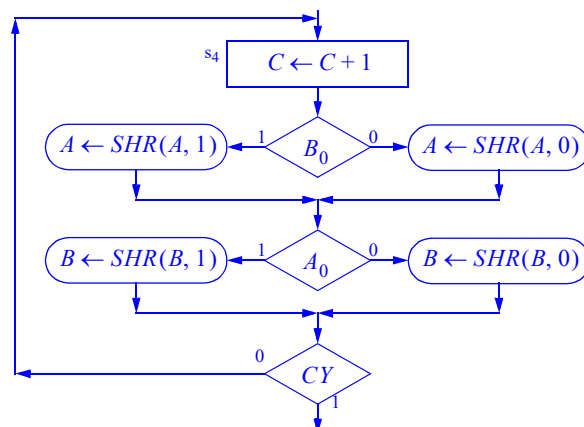 s4
C ← C + 1
1
B0
0
A ← SHR(A, 1)
A ← SHR(A, 0)
1
A0
0
B ← SHR(B, 1)
B ← SHR(B, 0)
0
CY
1